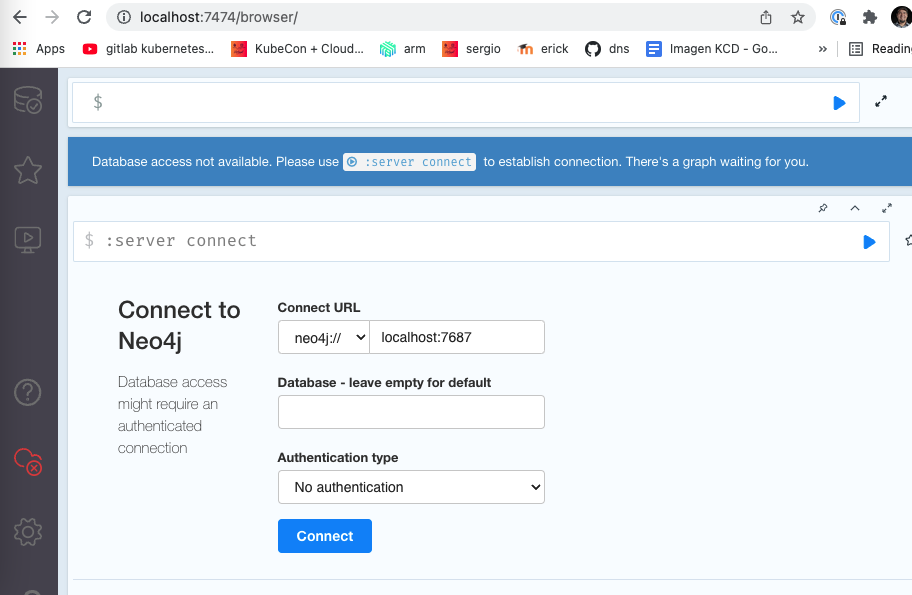 localhost:7474/browser/
Apps
gitlab kubernetes...
KubeCon + Cloud...
arm
sergio
erick
dns
Imagen KCD - Go...
»
Reading
$
Database access not available. Please use :server connect to establish connection. There's a graph waiting for you.
$ :server connect
Connect to
Neo4j
Database access
might require an
authenticated
connection
Connect URL
neo4j://
localhost:7687
Database - leave empty for default
Authentication type
No authentication
Connect